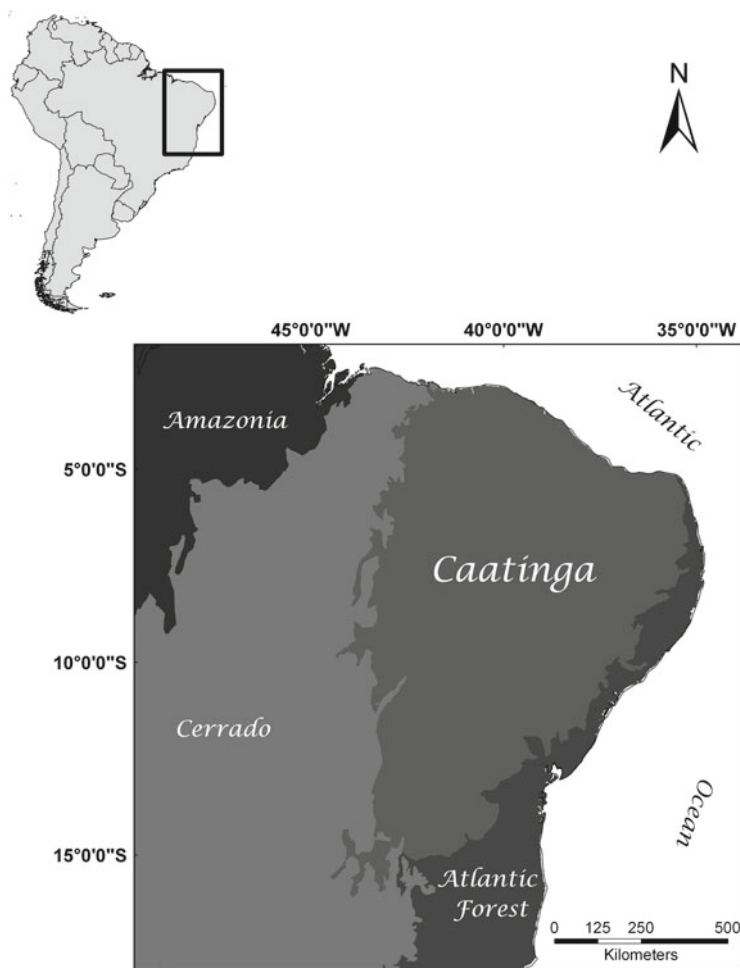 N
45°0'0"W 40°0'0"W 35°0'0"W
Amazonia
Atlantic
5°0'0"S
Caatinga
10°0'0"S
Cerrado
Ocean
15°0'0"S
Atlantic
Forest
0 125 250 500
Kilometers